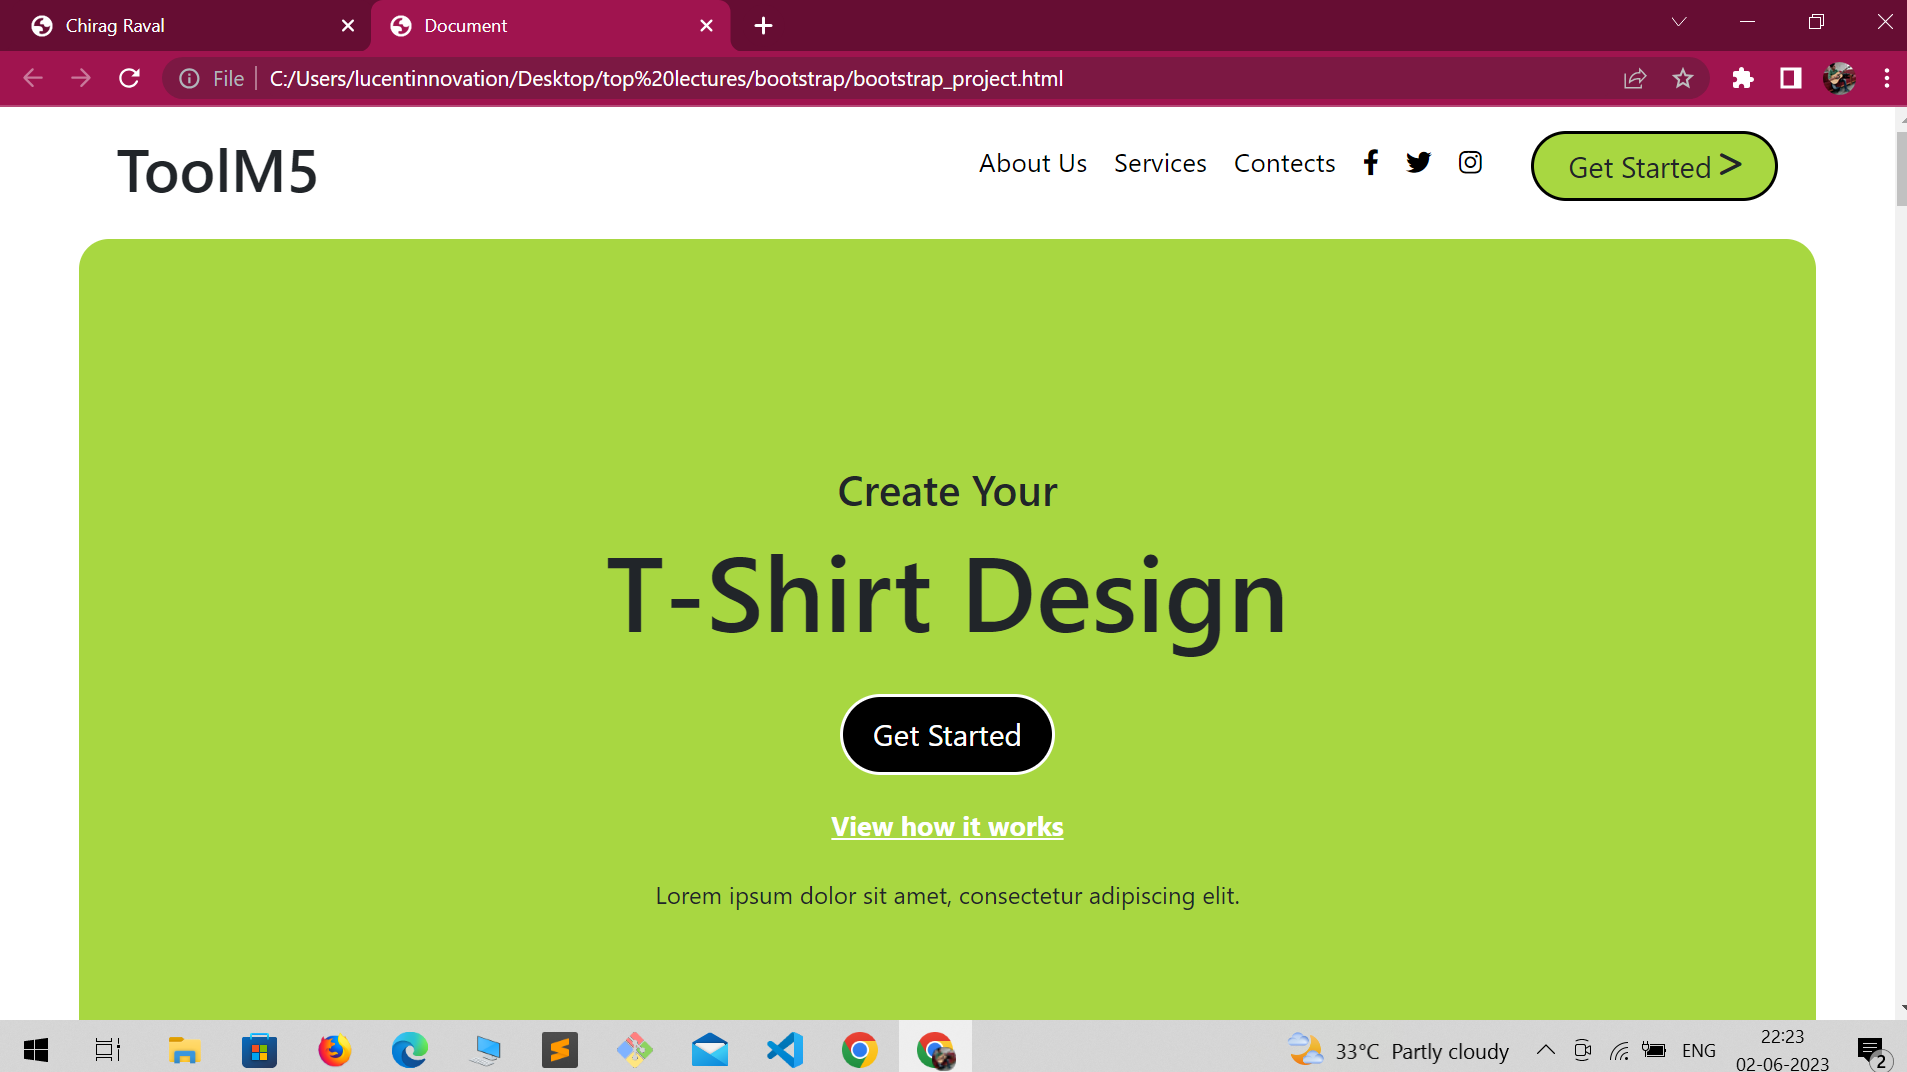 Chirag Raval
Document
File
C:/Users/lucentinnovation/Desktop/top%20lectures/bootstrap/bootstrap_project.html
ToolM5
About Us Services Contects
Get Started >
Create Your
T-Shirt Design
Get Started
View how it works
Lorem ipsum dolor sit amet, consectetur adipiscing elit.
33°C Partly cloudy
ENG
22:23
02-06-2023
2